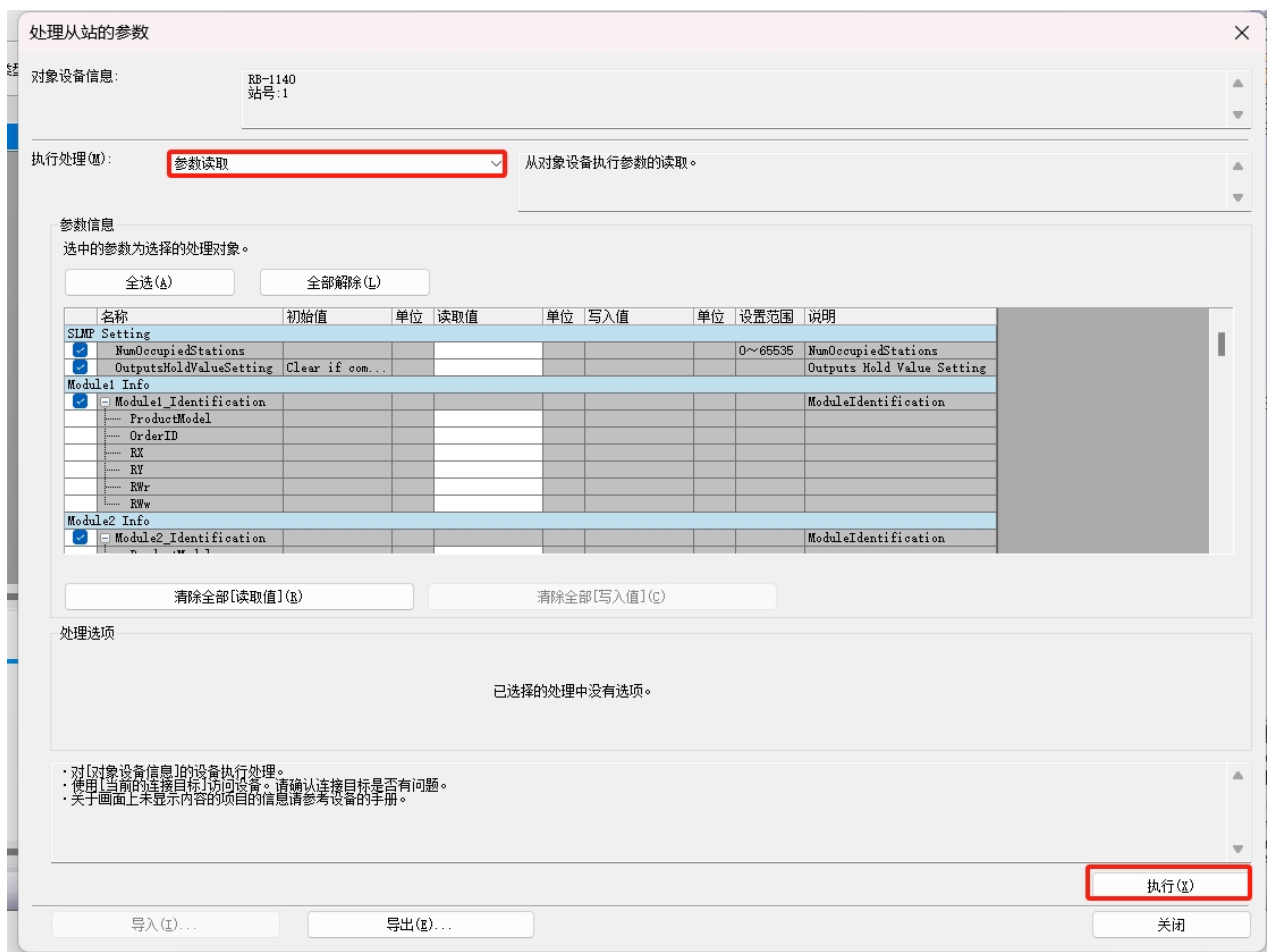 处理从站的参数
对象设备信息:
RB-1140
站号:1
执行处理(M):
参数读取
从对象设备执行参数的读取。
参数信息
选中的参数为选择的处理对象。
全选(A) 全部解除(L)
名称 初始值 单位 读取值 单位 写入值 单位 设置范围 说明
SLMP Setting
NumOccupiedStations 0~65535 NumOccupiedStations
OutputsHoldValueSetting Clear if com... Outputs Hold Value Setting
Module1 Info
Module1_Identification ModuleIdentification
ProductModel
OrderID
RX
RY
RWr
RWw
Module2 Info
Module2_Identification ModuleIdentification
清除全部[读取值](R) 清除全部[写入值](C)
处理选项
已选择的处理中没有选项。
·对[对象设备信息]的设备执行处理。
·使用[当前的连接目标]访问设备。请确认连接目标是否有问题。
·关于画面上未显示内容的项目的信息请参考设备的手册。
执行(X)
导入(I)... 导出(E)... 关闭